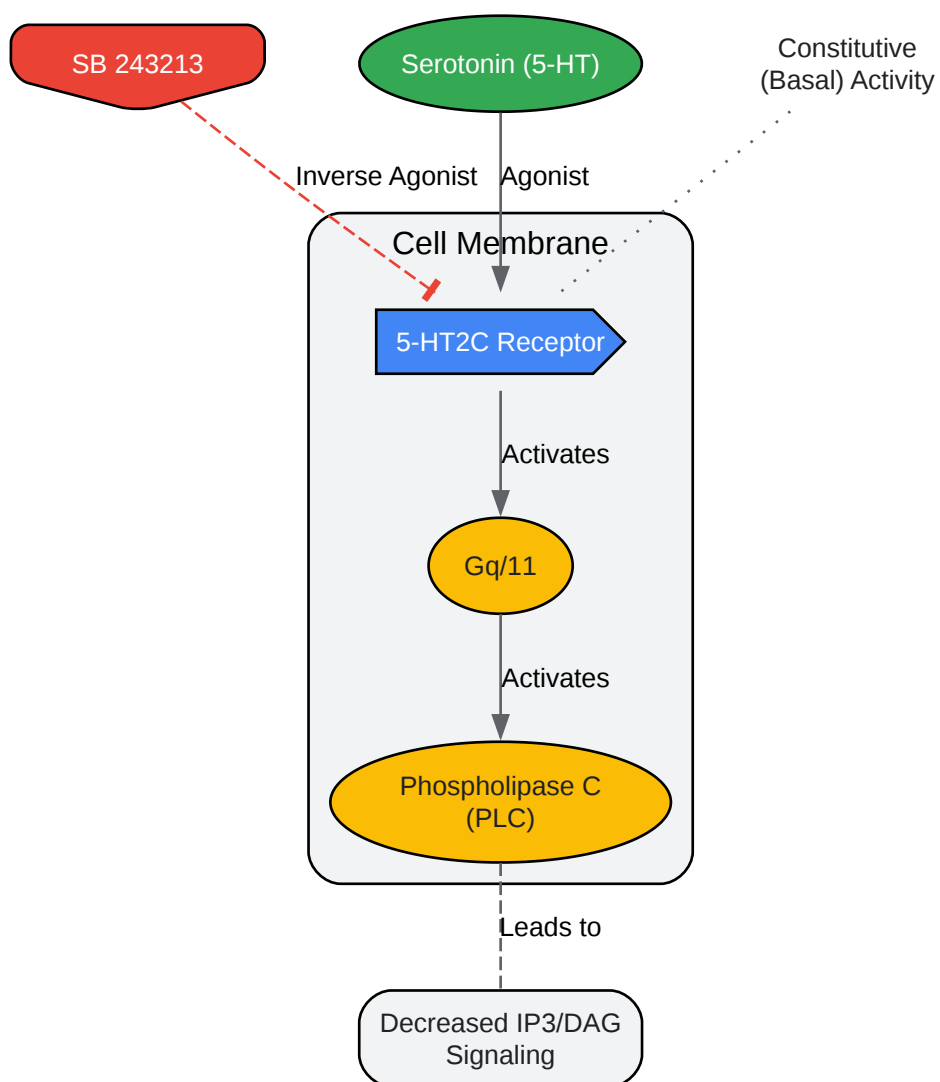 SB 243213
Serotonin (5-HT)
Constitutive
(Basal) Activity
Inverse Agonist
Agonist
Cell Membrane
5-HT2C Receptor
Activates
Gq/11
Activates
Phospholipase C
(PLC)
Leads to
Decreased IP3/DAG
Signaling